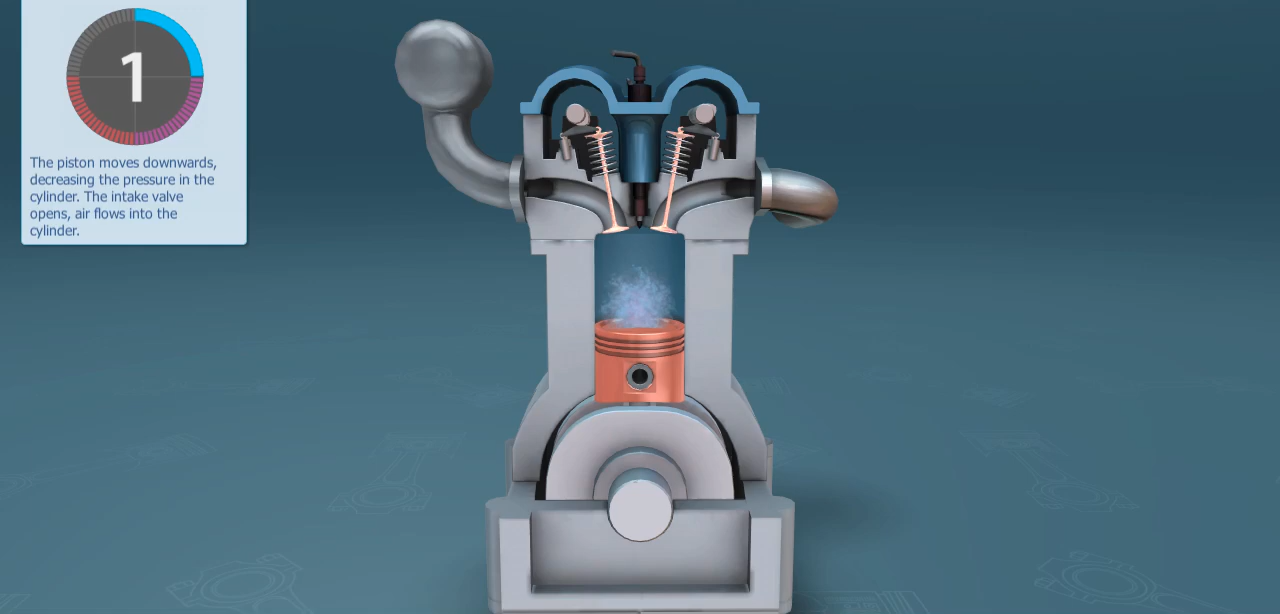 1
The piston moves downwards,
decreasing the pressure in the
cylinder. The intake valve
opens, air flows into the
cylinder.